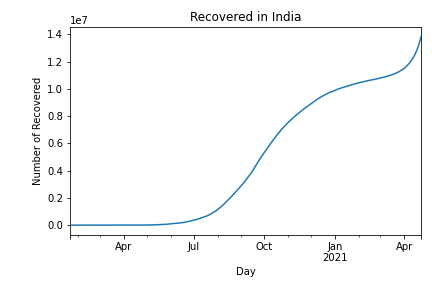 Recovered in India
1e7
1.4
1.2
1.0
0.8
0.6
0.4
0.2
0.0
Number of Recovered
Apr
Jul
Oct
Jan
2021
Apr
Day